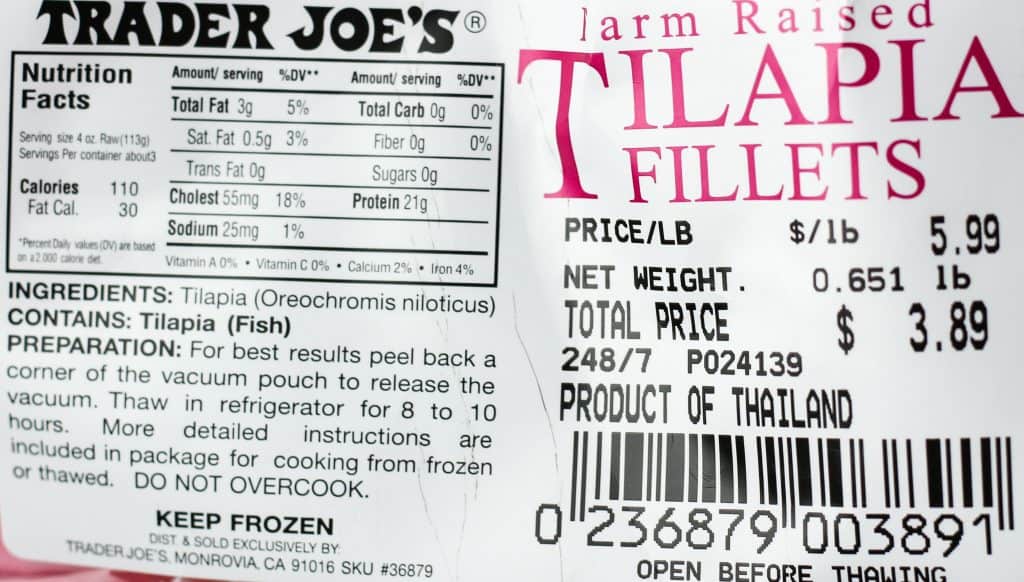 TRADER JOE'S®
Nutrition
Facts
Serving size 4 oz. Raw (113g)
Servings Per container about3
Calories 110
Fat Cal. 30
*Percent Daily values (DV) are based
on a 2,000 calorie diet.
Amount/ serving %DV** Amount/ serving %DV**
Total Fat 3g 5% Total Carb 0g 0%
Sat. Fat 0.5g 3% Fiber 0g 0%
Trans Fat 0g Sugars 0g
Cholest 55mg 18% Protein 21g
Sodium 25mg 1%
Vitamin A 0% • Vitamin C 0% • Calcium 2% • Iron 4%
INGREDIENTS: Tilapia (Oreochromis niloticus)
CONTAINS: Tilapia (Fish)
PREPARATION: For best results peel back a
corner of the vacuum pouch to release the
vacuum. Thaw in refrigerator for 8 to 10
hours. More detailed instructions are
included in package for cooking from frozen
or thawed. DO NOT OVERCOOK.
KEEP FROZEN
DIST. & SOLD EXCLUSIVELY BY:
TRADER JOE'S, MONROVIA, CA 91016 SKU #36879
farm Raised
TILAPIA
FILLETS
PRICE/LB $/lb 5.99
NET WEIGHT. 0.651 lb
TOTAL PRICE $ 3.89
248/7 PO24139
PRODUCT OF THAILAND
0 236879 003891
OPEN BEFORE THAWING